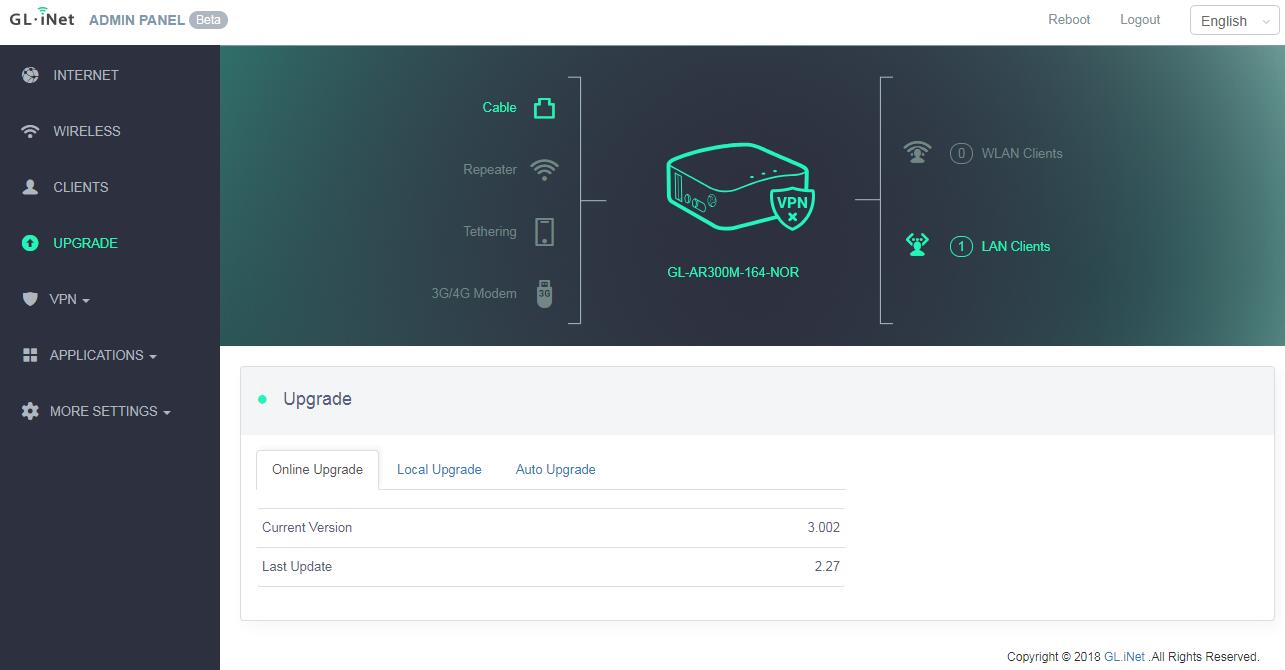 GL·iNet ADMIN PANEL Beta
Reboot Logout English
INTERNET
WIRELESS
CLIENTS
UPGRADE
VPN
APPLICATIONS
MORE SETTINGS
Cable
Repeater
Tethering
3G/4G Modem 3G
VPN
GL-AR300M-164-NOR
0 WLAN Clients
1 LAN Clients
Upgrade
Online Upgrade Local Upgrade Auto Upgrade
Current Version 3.002
Last Update 2.27
Copyright © 2018 GL.iNet .All Rights Reserved.